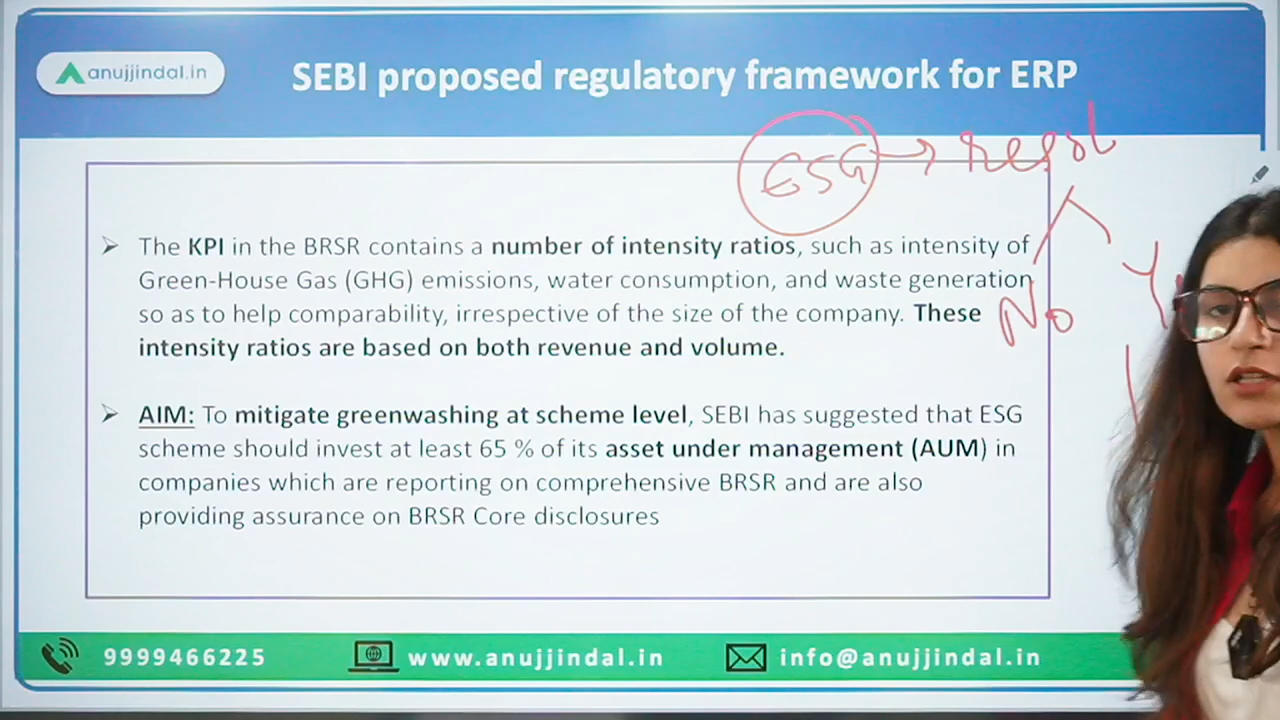 anujjindal.in
SEBI proposed regulatory framework for ERP
ESG →
The KPI in the BRSR contains a number of intensity ratios, such as intensity of
Green-House Gas (GHG) emissions, water consumption, and waste generation
so as to help comparability, irrespective of the size of the company. These
intensity ratios are based on both revenue and volume.
No
AIM: To mitigate greenwashing at scheme level, SEBI has suggested that ESG
scheme should invest at least 65 % of its asset under management (AUM) in
companies which are reporting on comprehensive BRSR and are also
providing assurance on BRSR Core disclosures
9999466225
www.anujjindal.in
info@anujjindal.in